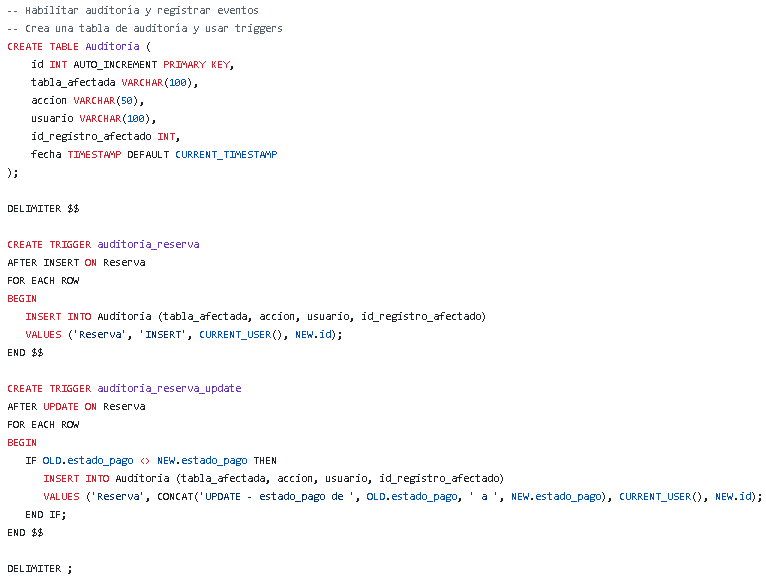 -- Habilitar auditoría y registrar eventos
-- Crea una tabla de auditoría y usar triggers
CREATE TABLE Auditoria (
    id INT AUTO_INCREMENT PRIMARY KEY,
    tabla_afectada VARCHAR(100),
    accion VARCHAR(50),
    usuario VARCHAR(100),
    id_registro_afectado INT,
    fecha TIMESTAMP DEFAULT CURRENT_TIMESTAMP
);

DELIMITER $$

CREATE TRIGGER auditoria_reserva
AFTER INSERT ON Reserva
FOR EACH ROW
BEGIN
   INSERT INTO Auditoria (tabla_afectada, accion, usuario, id_registro_afectado)
   VALUES ('Reserva', 'INSERT', CURRENT_USER(), NEW.id);
END $$

CREATE TRIGGER auditoria_reserva_update
AFTER UPDATE ON Reserva
FOR EACH ROW
BEGIN
   IF OLD.estado_pago <> NEW.estado_pago THEN
      INSERT INTO Auditoria (tabla_afectada, accion, usuario, id_registro_afectado)
      VALUES ('Reserva', CONCAT('UPDATE - estado_pago de ', OLD.estado_pago, ' a ', NEW.estado_pago), CURRENT_USER(), NEW.id);
   END IF;
END $$

DELIMITER ;